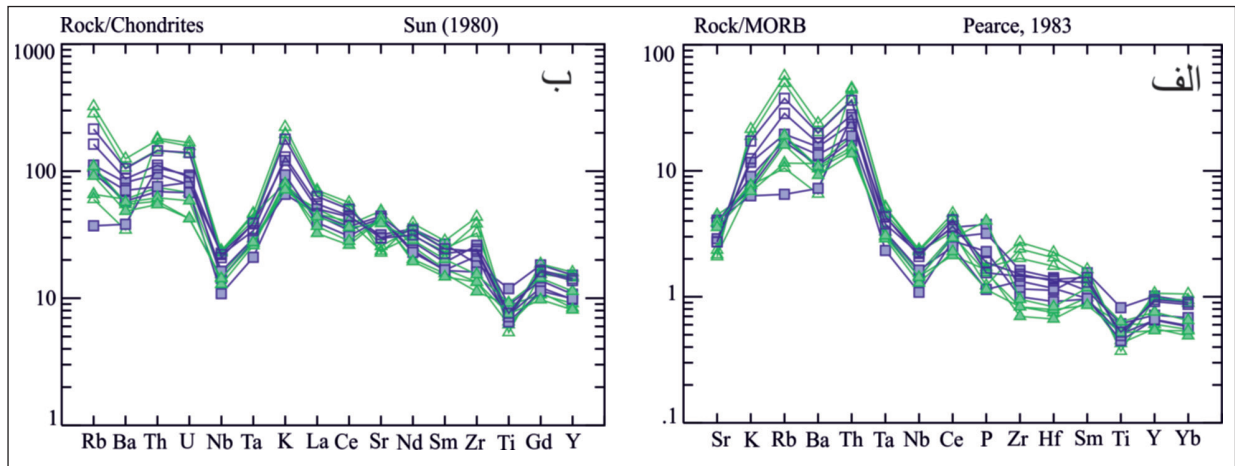 Rock/Chondrites Sun (1980)
1000
100
10
1
ب
Rb Ba Th U Nb Ta K La Ce Sr Nd Sm Zr Ti Gd Y
Rock/MORB Pearce, 1983
100
10
1
.1
الف
Sr K Rb Ba Th Ta Nb Ce P Zr Hf Sm Ti Y Yb